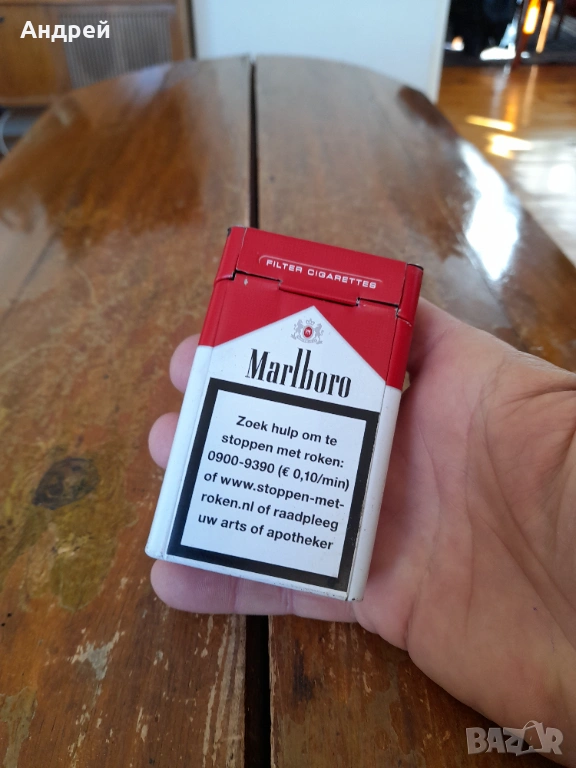 Андрей
FILTER CIGARETTES
Marlboro
Zoek hulp om te
stoppen met roken:
0900-9390 (€ 0,10/min)
of www.stoppen-met-
roken.nl of raadpleeg
uw arts of apotheker
BAZAR